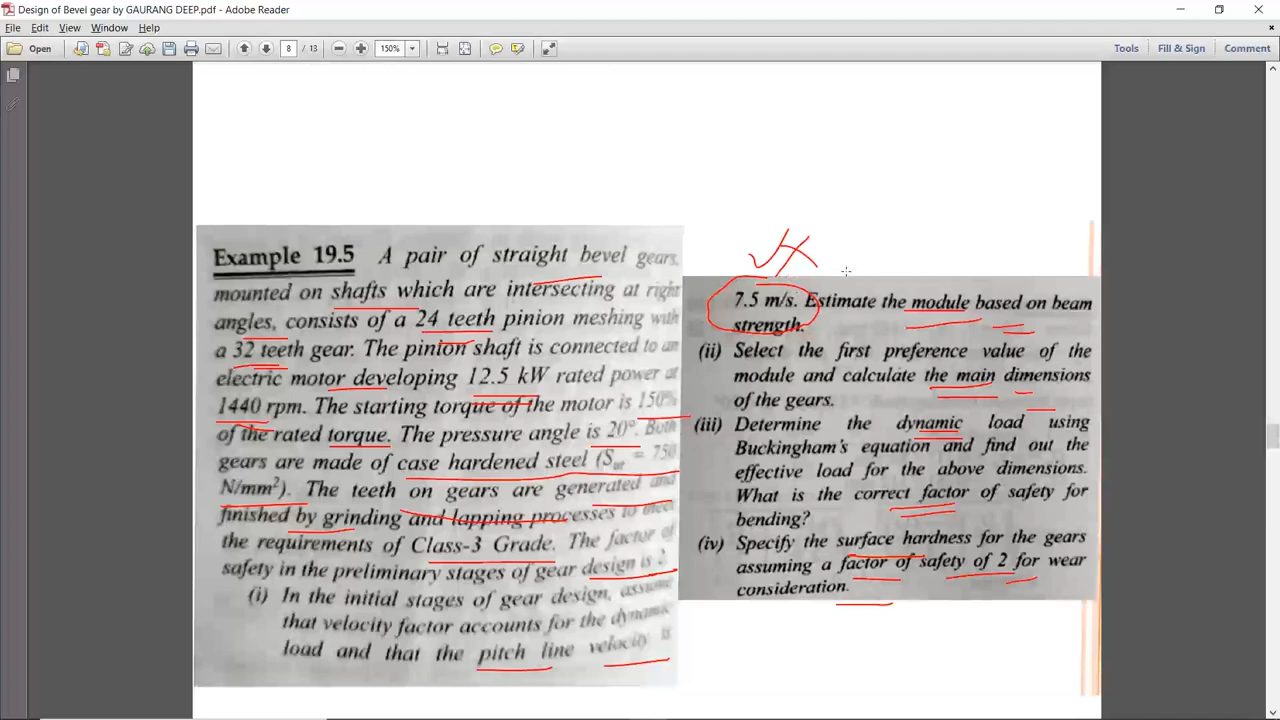 Design of Bevel gear by GAURANG DEEP.pdf - Adobe Reader
File Edit View Window Help
Open 8 / 13 150% Tools Fill & Sign Comment
Example 19.5 A pair of straight bevel gears,
mounted on shafts which are intersecting at right
angles, consists of a 24 teeth pinion meshing with
a 32 teeth gear. The pinion shaft is connected to an
electric motor developing 12.5 kW rated power at
1440 rpm. The starting torque of the motor is 150%
of the rated torque. The pressure angle is 20°. Both
gears are made of case hardened steel (Sut = 750
N/mm²). The teeth on gears are generated and
finished by grinding and lapping processes to meet
the requirements of Class-3 Grade. The factor of
safety in the preliminary stages of gear design is 2.
(i) In the initial stages of gear design, assume
that velocity factor accounts for the dynamic
load and that the pitch line velocity is
7.5 m/s. Estimate the module based on beam
strength.
(ii) Select the first preference value of the
module and calculate the main dimensions
of the gears.
(iii) Determine the dynamic load using
Buckingham's equation and find out the
effective load for the above dimensions.
What is the correct factor of safety for
bending?
(iv) Specify the surface hardness for the gears
assuming a factor of safety of 2 for wear
consideration.